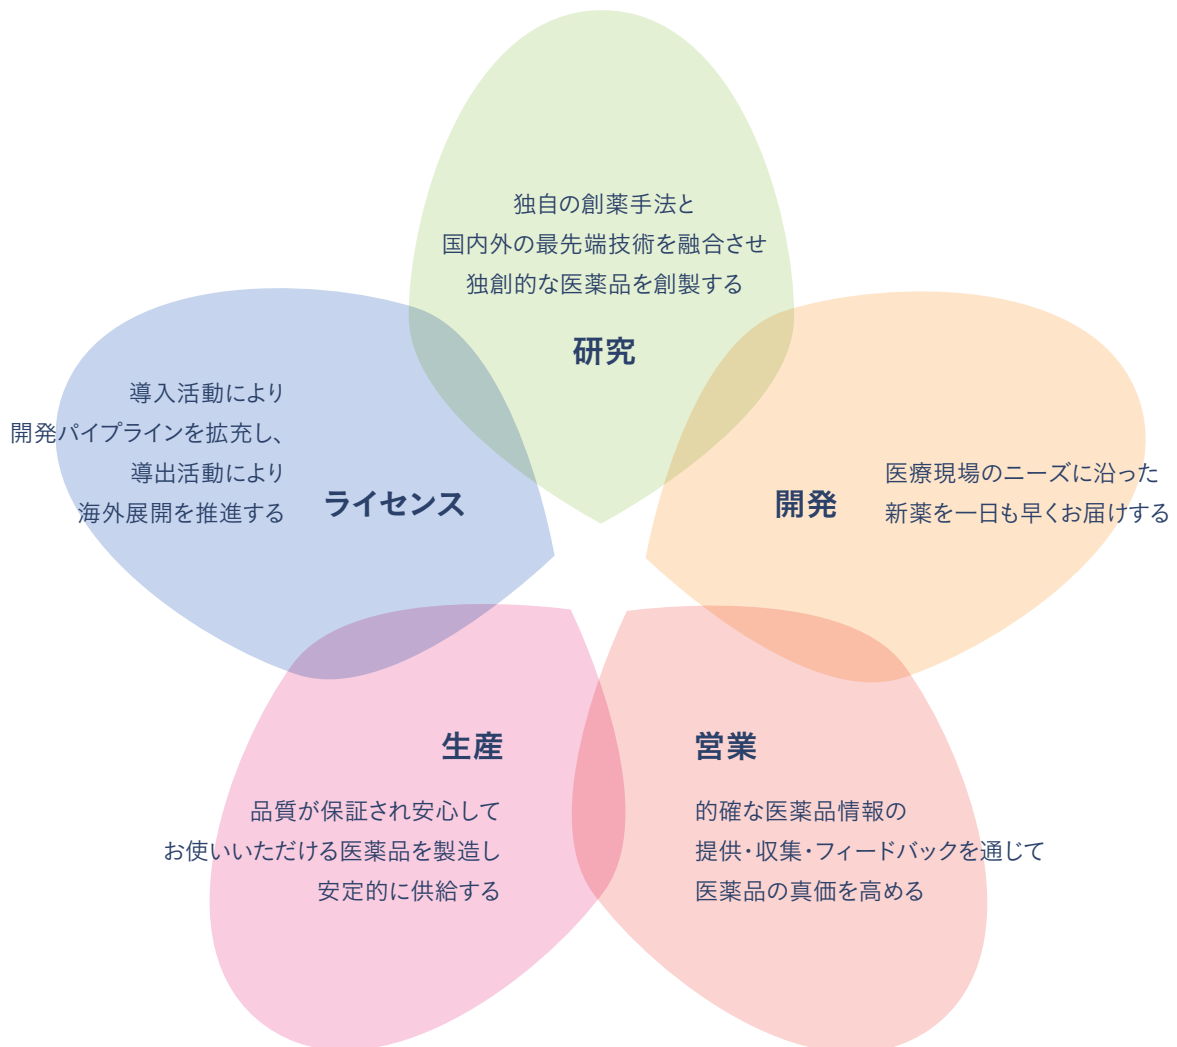 独自の創薬手法と
国内外の最先端技術を融合させ
独創的な医薬品を創製する
研究
導入活動により
開発パイプラインを拡充し、
導出活動により
海外展開を推進する
ライセンス
開発
医療現場のニーズに沿った
新薬を一日も早くお届けする
生産
品質が保証され安心して
お使いいただける医薬品を製造し
安定的に供給する
営業
的確な医薬品情報の
提供・収集・フィードバックを通じて
医薬品の真価を高める